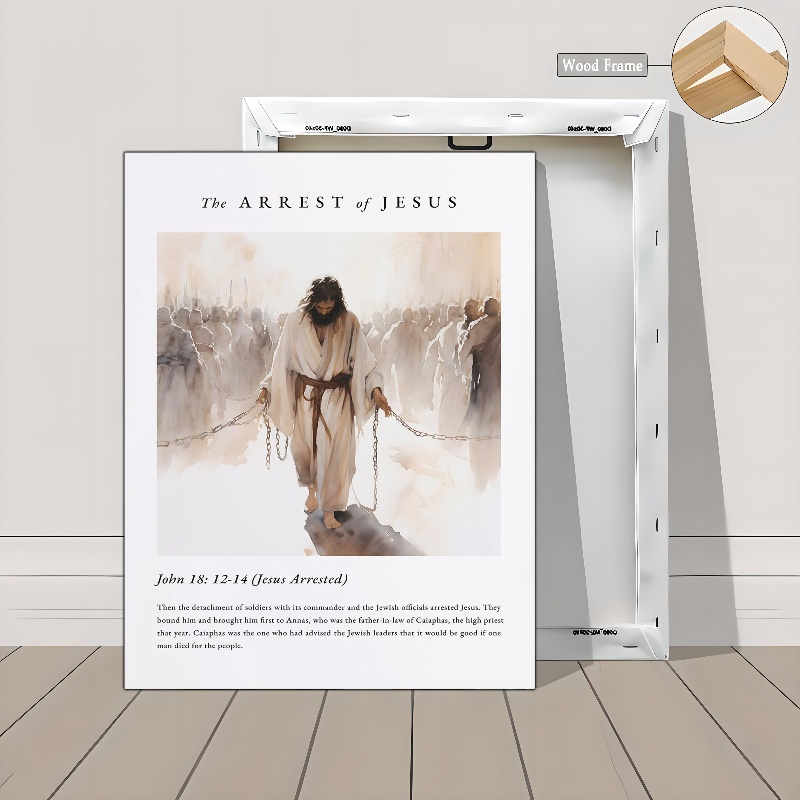 Wood Frame
The ARREST of JESUS
John 18: 12-14 (Jesus Arrested)
Then the detachment of soldiers with its commander and the Jewish officials arrested Jesus. They
bound him and brought him first to Annas, who was the father-in-law of Caiaphas, the high priest
that year. Caiaphas was the one who had advised the Jewish leaders that it would be good if one
man died for the people.